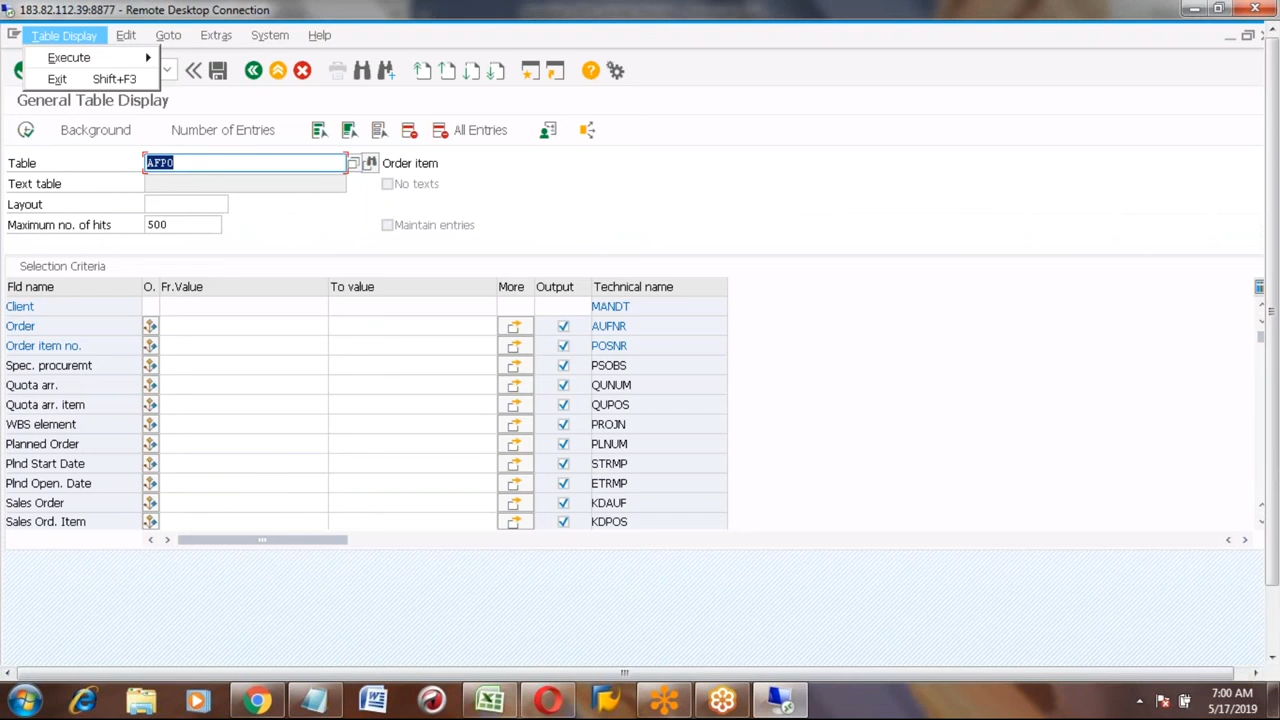 183.82.112.39:8877 - Remote Desktop Connection
Table Display Edit Goto Extras System Help
Execute
Exit Shift+F3
General Table Display
Background Number of Entries All Entries
Table AFPO Order item
Text table No texts
Layout
Maximum no. of hits 500 Maintain entries
Selection Criteria
Fld name O. Fr.Value To value More Output Technical name
Client MANDT
Order AUFNR
Order item no. POSNR
Spec. procuremt PSOBS
Quota arr. QUNUM
Quota arr. item QUPOS
WBS element PROJN
Planned Order PLNUM
Plnd Start Date STRMP
Plnd Open. Date ETRMP
Sales Order KDAUF
Sales Ord. Item KDPOS
7:00 AM
5/17/2019